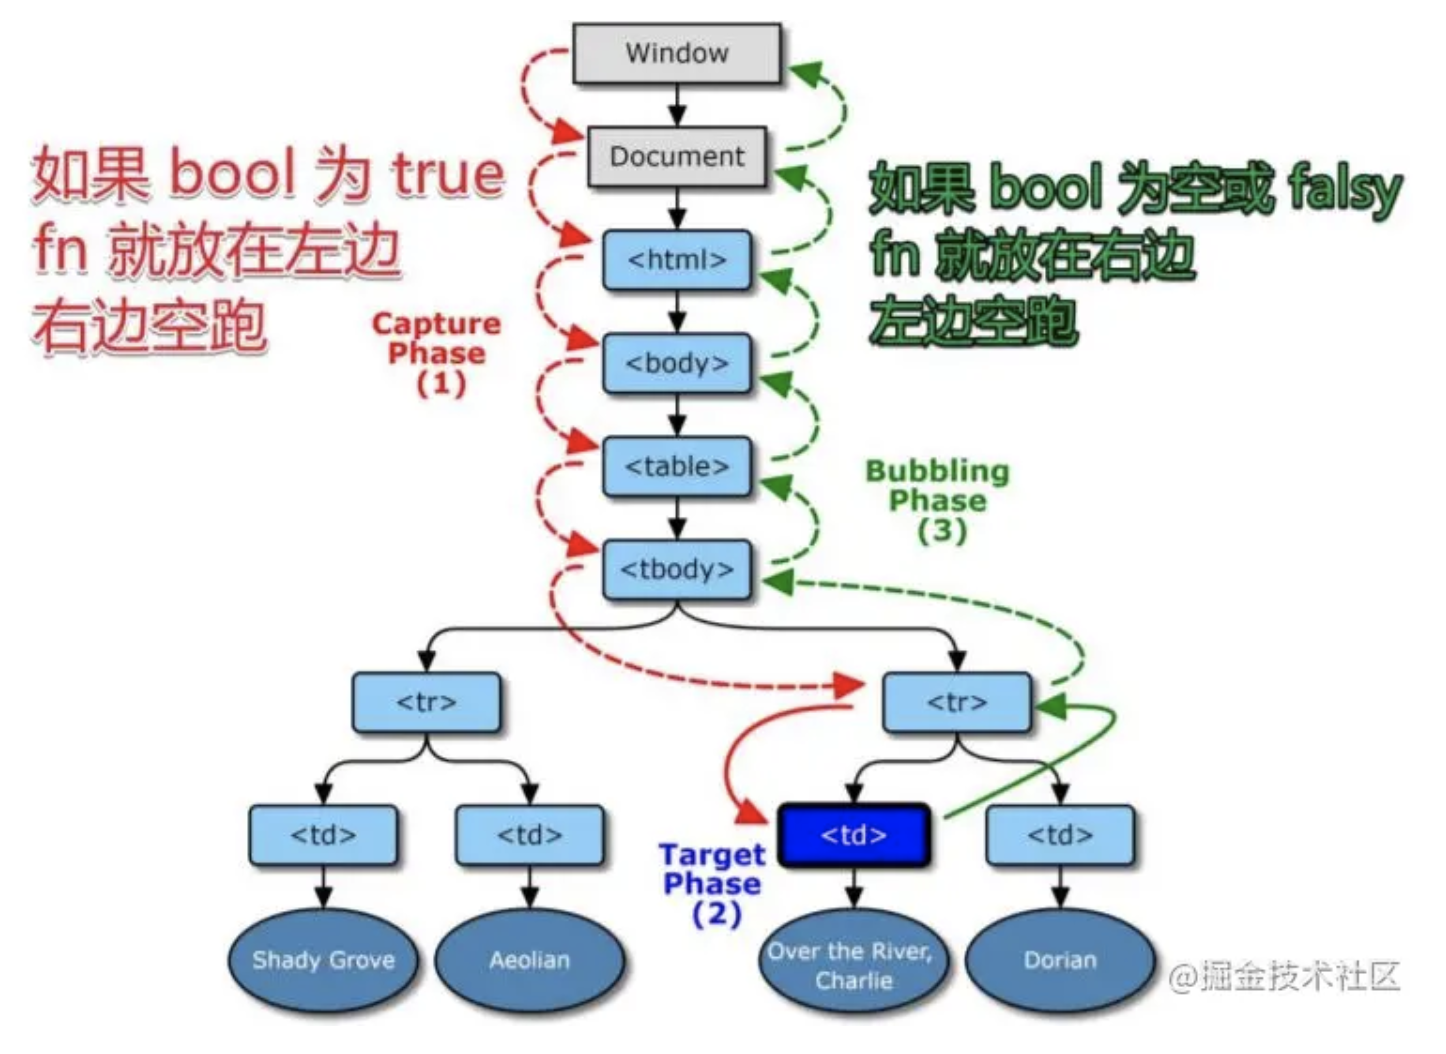 Window
Document
如果 bool 为 true
fn 就放在左边
右边空跑
如果 bool 为空或 falsy
fn 就放在右边
左边空跑
<html>
Capture
Phase
(1)
<body>
<table>
Bubbling
Phase
(3)
<tbody>
<tr>
<tr>
<td>
<td>
<td>
<td>
Target
Phase
(2)
Shady Grove
Aeolian
Over the River,
Charlie
Dorian
@掘金技术社区